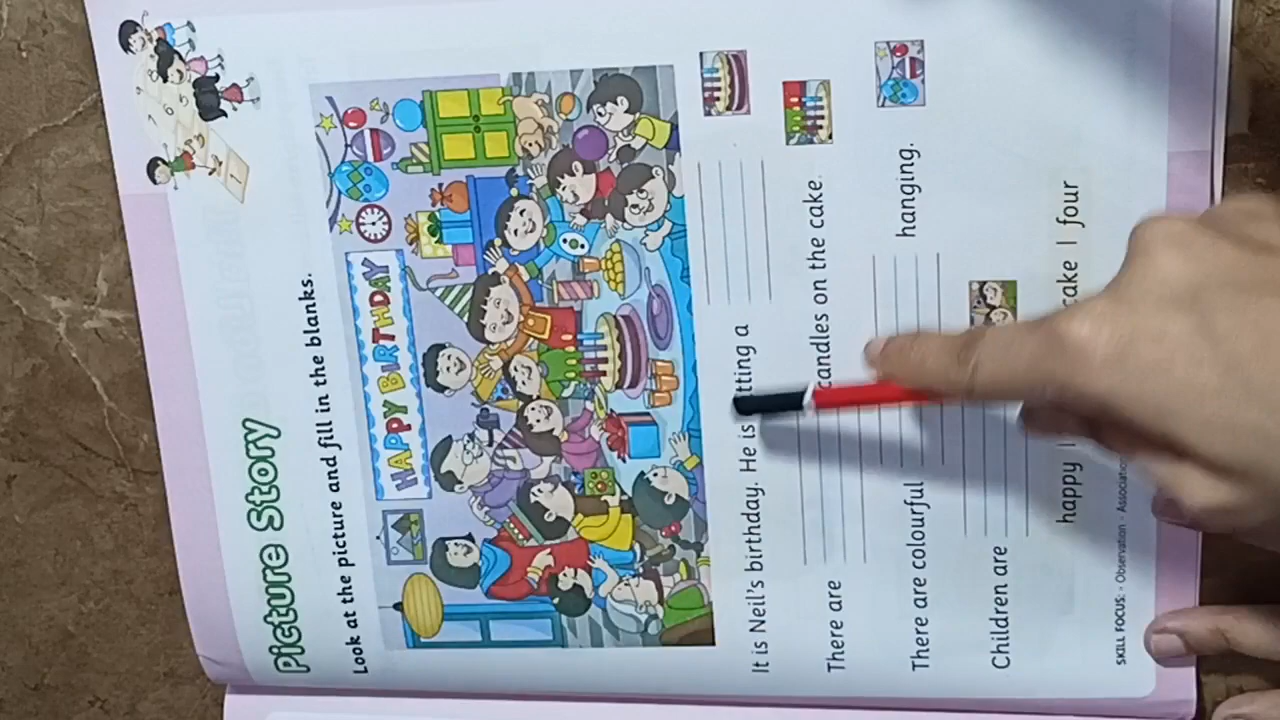 Picture Story
Look at the picture and fill in the blanks.
HAPPY BIRTHDAY
It is Neil's birthday. He is tting a
There are candles on the cake.
There are colourful hanging.
Children are
happy | cake | four
SKILL FOCUS: • Observation • Associatio